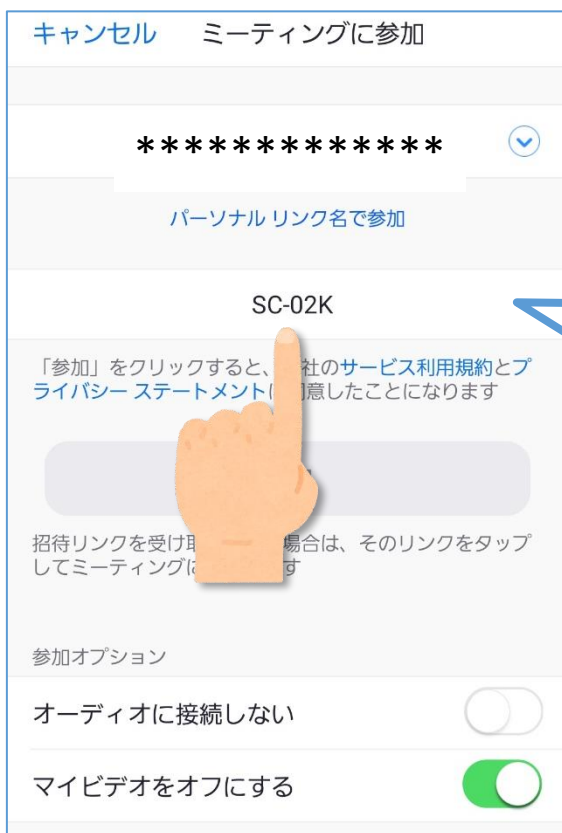 キャンセル ミーティングに参加
*************
パーソナル リンク名で参加
SC-02K
「参加」をクリックすると、 社のサービス利用規約とプ
ライバシー ステートメントに 意したことになります
招待リンクを受け取 場合は、そのリンクをタップ
してミーティングに す
参加オプション
オーディオに接続しない
マイビデオをオフにする